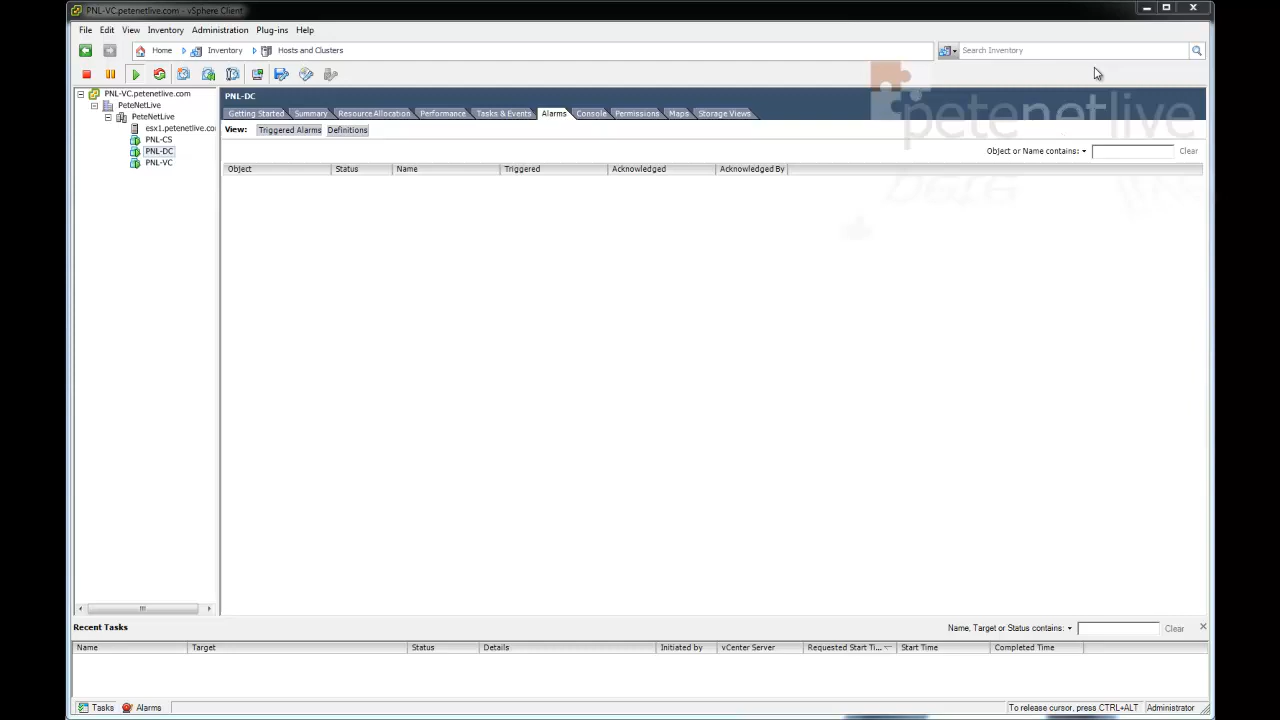 PNL-VC.petenetlive.com - vSphere Client
File Edit View Inventory Administration Plug-ins Help
Home Inventory Hosts and Clusters Search Inventory
PNL-VC.petenetlive.com
PeteNetLive
PeteNetLive
esx1.petenetlive.co
PNL-CS
PNL-DC
PNL-VC
PNL-DC
petenetlive
Getting Started Summary Resource Allocation Performance Tasks & Events Alarms Console Permissions Maps Storage Views
View: Triggered Alarms Definitions
Object or Name contains: Clear
Object Status Name Triggered Acknowledged Acknowledged By
Recent Tasks Name, Target or Status contains: Clear
Name Target Status Details Initiated by vCenter Server Requested Start Ti... Start Time Completed Time
Tasks Alarms To release cursor, press CTRL+ALT Administrator